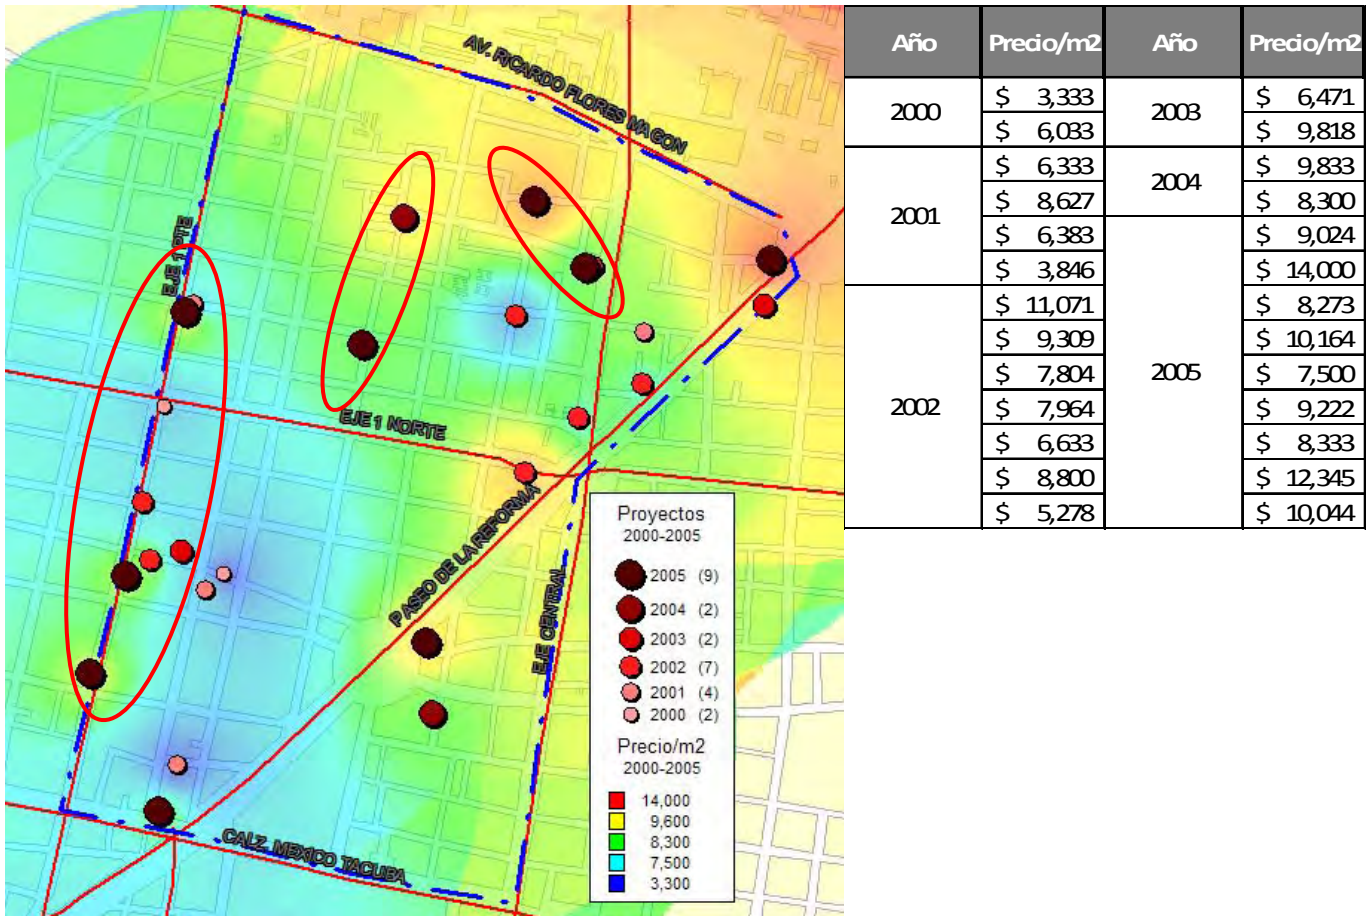 AV. RICARDO FLORES MAGON
EJE 1 PTE
EJE 1 NORTE
PASEO DE LA REFORMA
EJE CENTRAL
CALZ. MEXICO TACUBA
Proyectos
2000-2005
2005 (9)
2004 (2)
2003 (2)
2002 (7)
2001 (4)
2000 (2)
Precio/m2
2000-2005
14,000
9,600
8,300
7,500
3,300
Año Precio/m2 Año Precio/m2
2000 $ 3,333 2003 $ 6,471
$ 6,033 $ 9,818
2001 $ 6,333 2004 $ 9,833
$ 8,627 $ 8,300
$ 6,383 2005 $ 9,024
$ 3,846 $ 14,000
2002 $ 11,071 $ 8,273
$ 9,309 $ 10,164
$ 7,804 $ 7,500
$ 7,964 $ 9,222
$ 6,633 $ 8,333
$ 8,800 $ 12,345
$ 5,278 $ 10,044